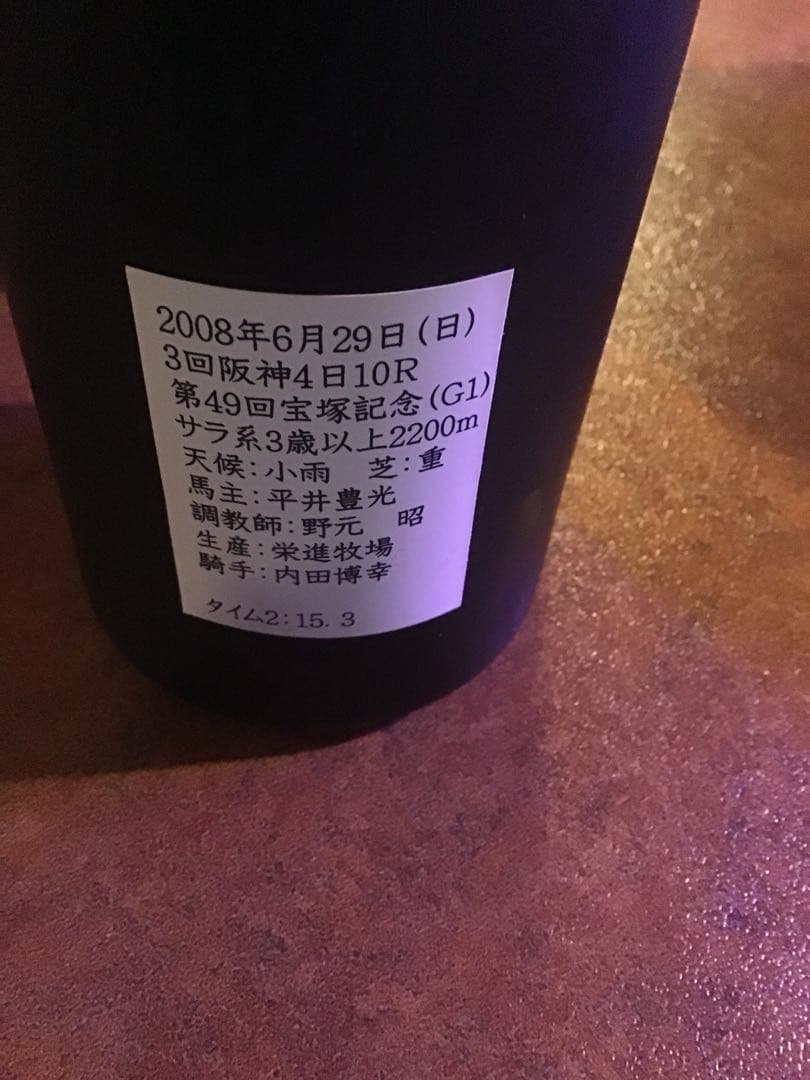 2008年6月29日(日)
3回阪神4日10R
第49回宝塚記念(G1)
サラ系3歳以上2200m
天候:小雨 芝:重
馬主:平井豊光
調教師:野元 昭
生産:栄進牧場
騎手:内田博幸
タイム2:15.3